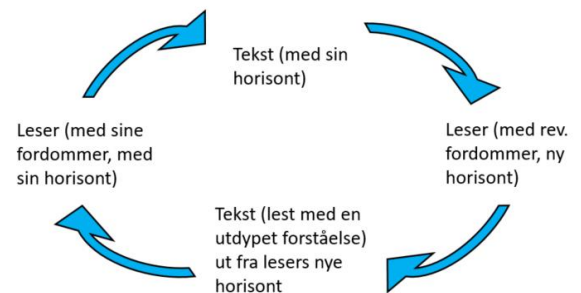 Tekst (med sin
horisont)
Leser (med sine
fordommer, med
sin horisont)
Leser (med rev.
fordommer, ny
horisont)
Tekst (lest med en
utdypet forståelse)
ut fra lesers nye
horisont